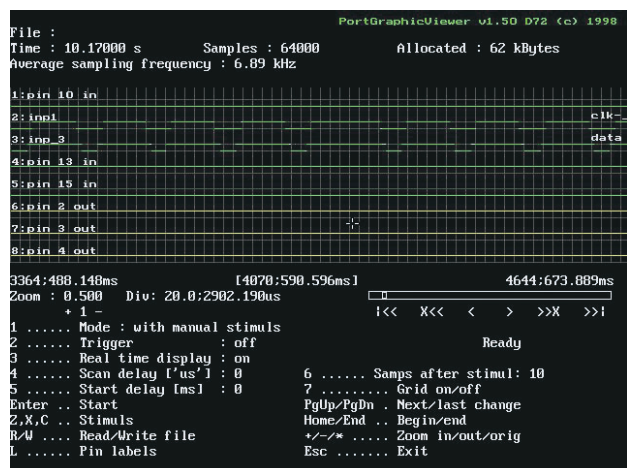 PortGraphicViewer v1.50 D72 (c) 1998
File :
Time : 10.17000 s Samples : 64000 Allocated : 62 kBytes
Average sampling frequency : 6.89 kHz
1:pin 10 in
2:inp1 clk-_
3:inp_3 data
4:pin 13 in
5:pin 15 in
6:pin 2 out
7:pin 3 out
8:pin 4 out
3364;488.148ms [4070;590.596ms] 4644;673.889ms
Zoom : 0.500 Div: 20.0;2902.190us
+ 1 - |<< X<< < > >>X >>|
1 ...... Mode : with manual stimuls
2 ...... Trigger : off Ready
3 ...... Real time display : on
4 ...... Scan delay ['us'] : 0 6 ...... Samps after stimul: 10
5 ...... Start delay [ms] : 0 7 ......... Grid on/off
Enter .. Start PgUp/PgDn . Next/last change
Z,X,C .. Stimuls Home/End .. Begin/end
R/W .... Read/Write file +/-/* ..... Zoom in/out/orig
L ...... Pin labels Esc ....... Exit